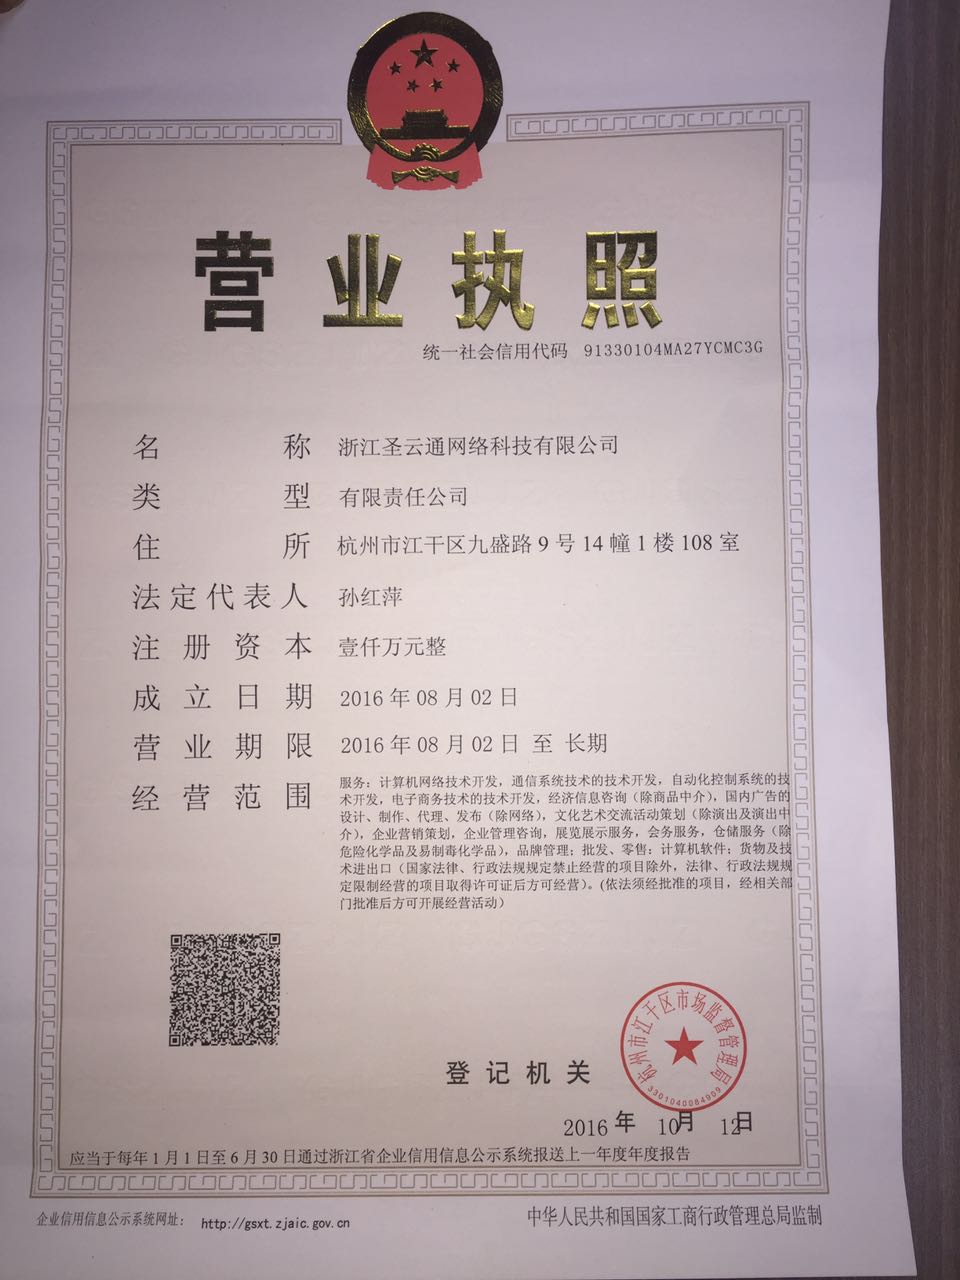 营业执照
统一社会信用代码 91330104MA27YCMC3G
名称 浙江圣云通网络科技有限公司
类型 有限责任公司
住所 杭州市江干区九盛路9号14幢1楼108室
法定代表人 孙红萍
注册资本 壹仟万元整
成立日期 2016年08月02日
营业期限 2016年08月02日 至 长期
经营范围 服务：计算机网络技术开发，通信系统技术的技术开发，自动化控制系统的技
术开发，电子商务技术的技术开发，经济信息咨询（除商品中介），国内广告的
设计、制作、代理、发布（除网络），文化艺术交流活动策划（除演出及演出中
介），企业营销策划，企业管理咨询，展览展示服务，会务服务，仓储服务（除
危险化学品及易制毒化学品），品牌管理；批发、零售：计算机软件；货物及技
术进出口（国家法律、行政法规规定禁止经营的项目除外，法律、行政法规规
定限制经营的项目取得许可证后方可经营）。(依法须经批准的项目，经相关部
门批准后方可开展经营活动）
杭州市江干区市场监督管理局
3301040084909
登记机关
2016年10月12日
应当于每年1月1日至6月30日通过浙江省企业信用信息公示系统报送上一年度年度报告
企业信用信息公示系统网址： http://gsxt.zjaic.gov.cn
中华人民共和国国家工商行政管理总局监制